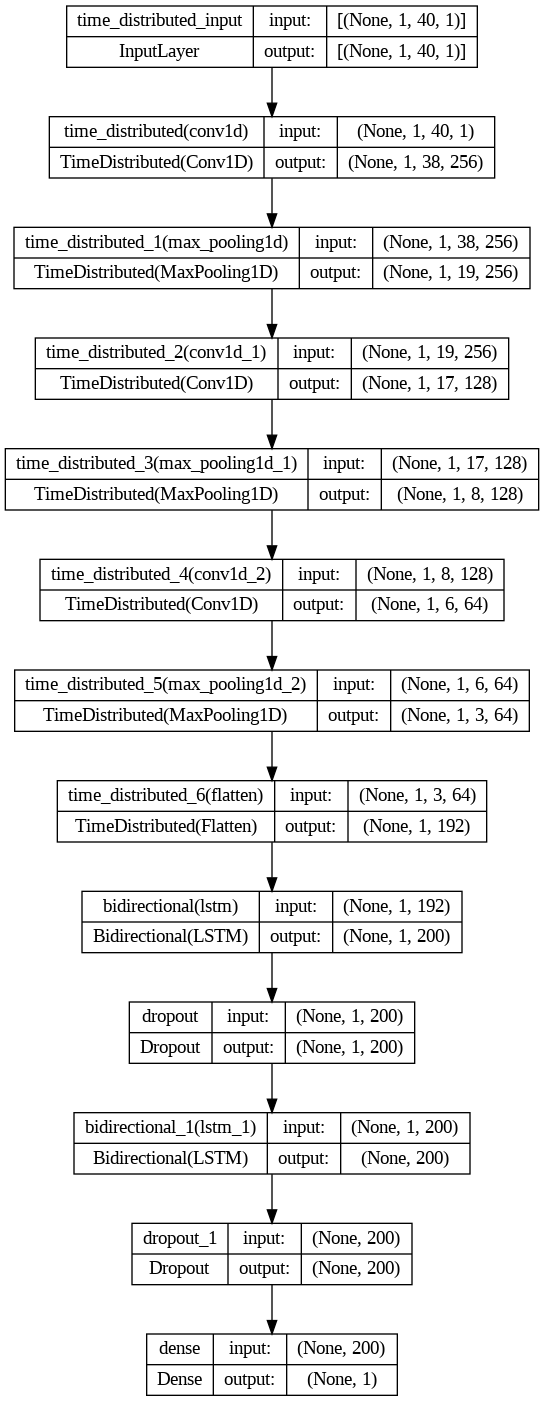 time_distributed_input input: [(None, 1, 40, 1)]
InputLayer output: [(None, 1, 40, 1)]
time_distributed(conv1d) input: (None, 1, 40, 1)
TimeDistributed(Conv1D) output: (None, 1, 38, 256)
time_distributed_1(max_pooling1d) input: (None, 1, 38, 256)
TimeDistributed(MaxPooling1D) output: (None, 1, 19, 256)
time_distributed_2(conv1d_1) input: (None, 1, 19, 256)
TimeDistributed(Conv1D) output: (None, 1, 17, 128)
time_distributed_3(max_pooling1d_1) input: (None, 1, 17, 128)
TimeDistributed(MaxPooling1D) output: (None, 1, 8, 128)
time_distributed_4(conv1d_2) input: (None, 1, 8, 128)
TimeDistributed(Conv1D) output: (None, 1, 6, 64)
time_distributed_5(max_pooling1d_2) input: (None, 1, 6, 64)
TimeDistributed(MaxPooling1D) output: (None, 1, 3, 64)
time_distributed_6(flatten) input: (None, 1, 3, 64)
TimeDistributed(Flatten) output: (None, 1, 192)
bidirectional(lstm) input: (None, 1, 192)
Bidirectional(LSTM) output: (None, 1, 200)
dropout input: (None, 1, 200)
Dropout output: (None, 1, 200)
bidirectional_1(lstm_1) input: (None, 1, 200)
Bidirectional(LSTM) output: (None, 200)
dropout_1 input: (None, 200)
Dropout output: (None, 200)
dense input: (None, 200)
Dense output: (None, 1)